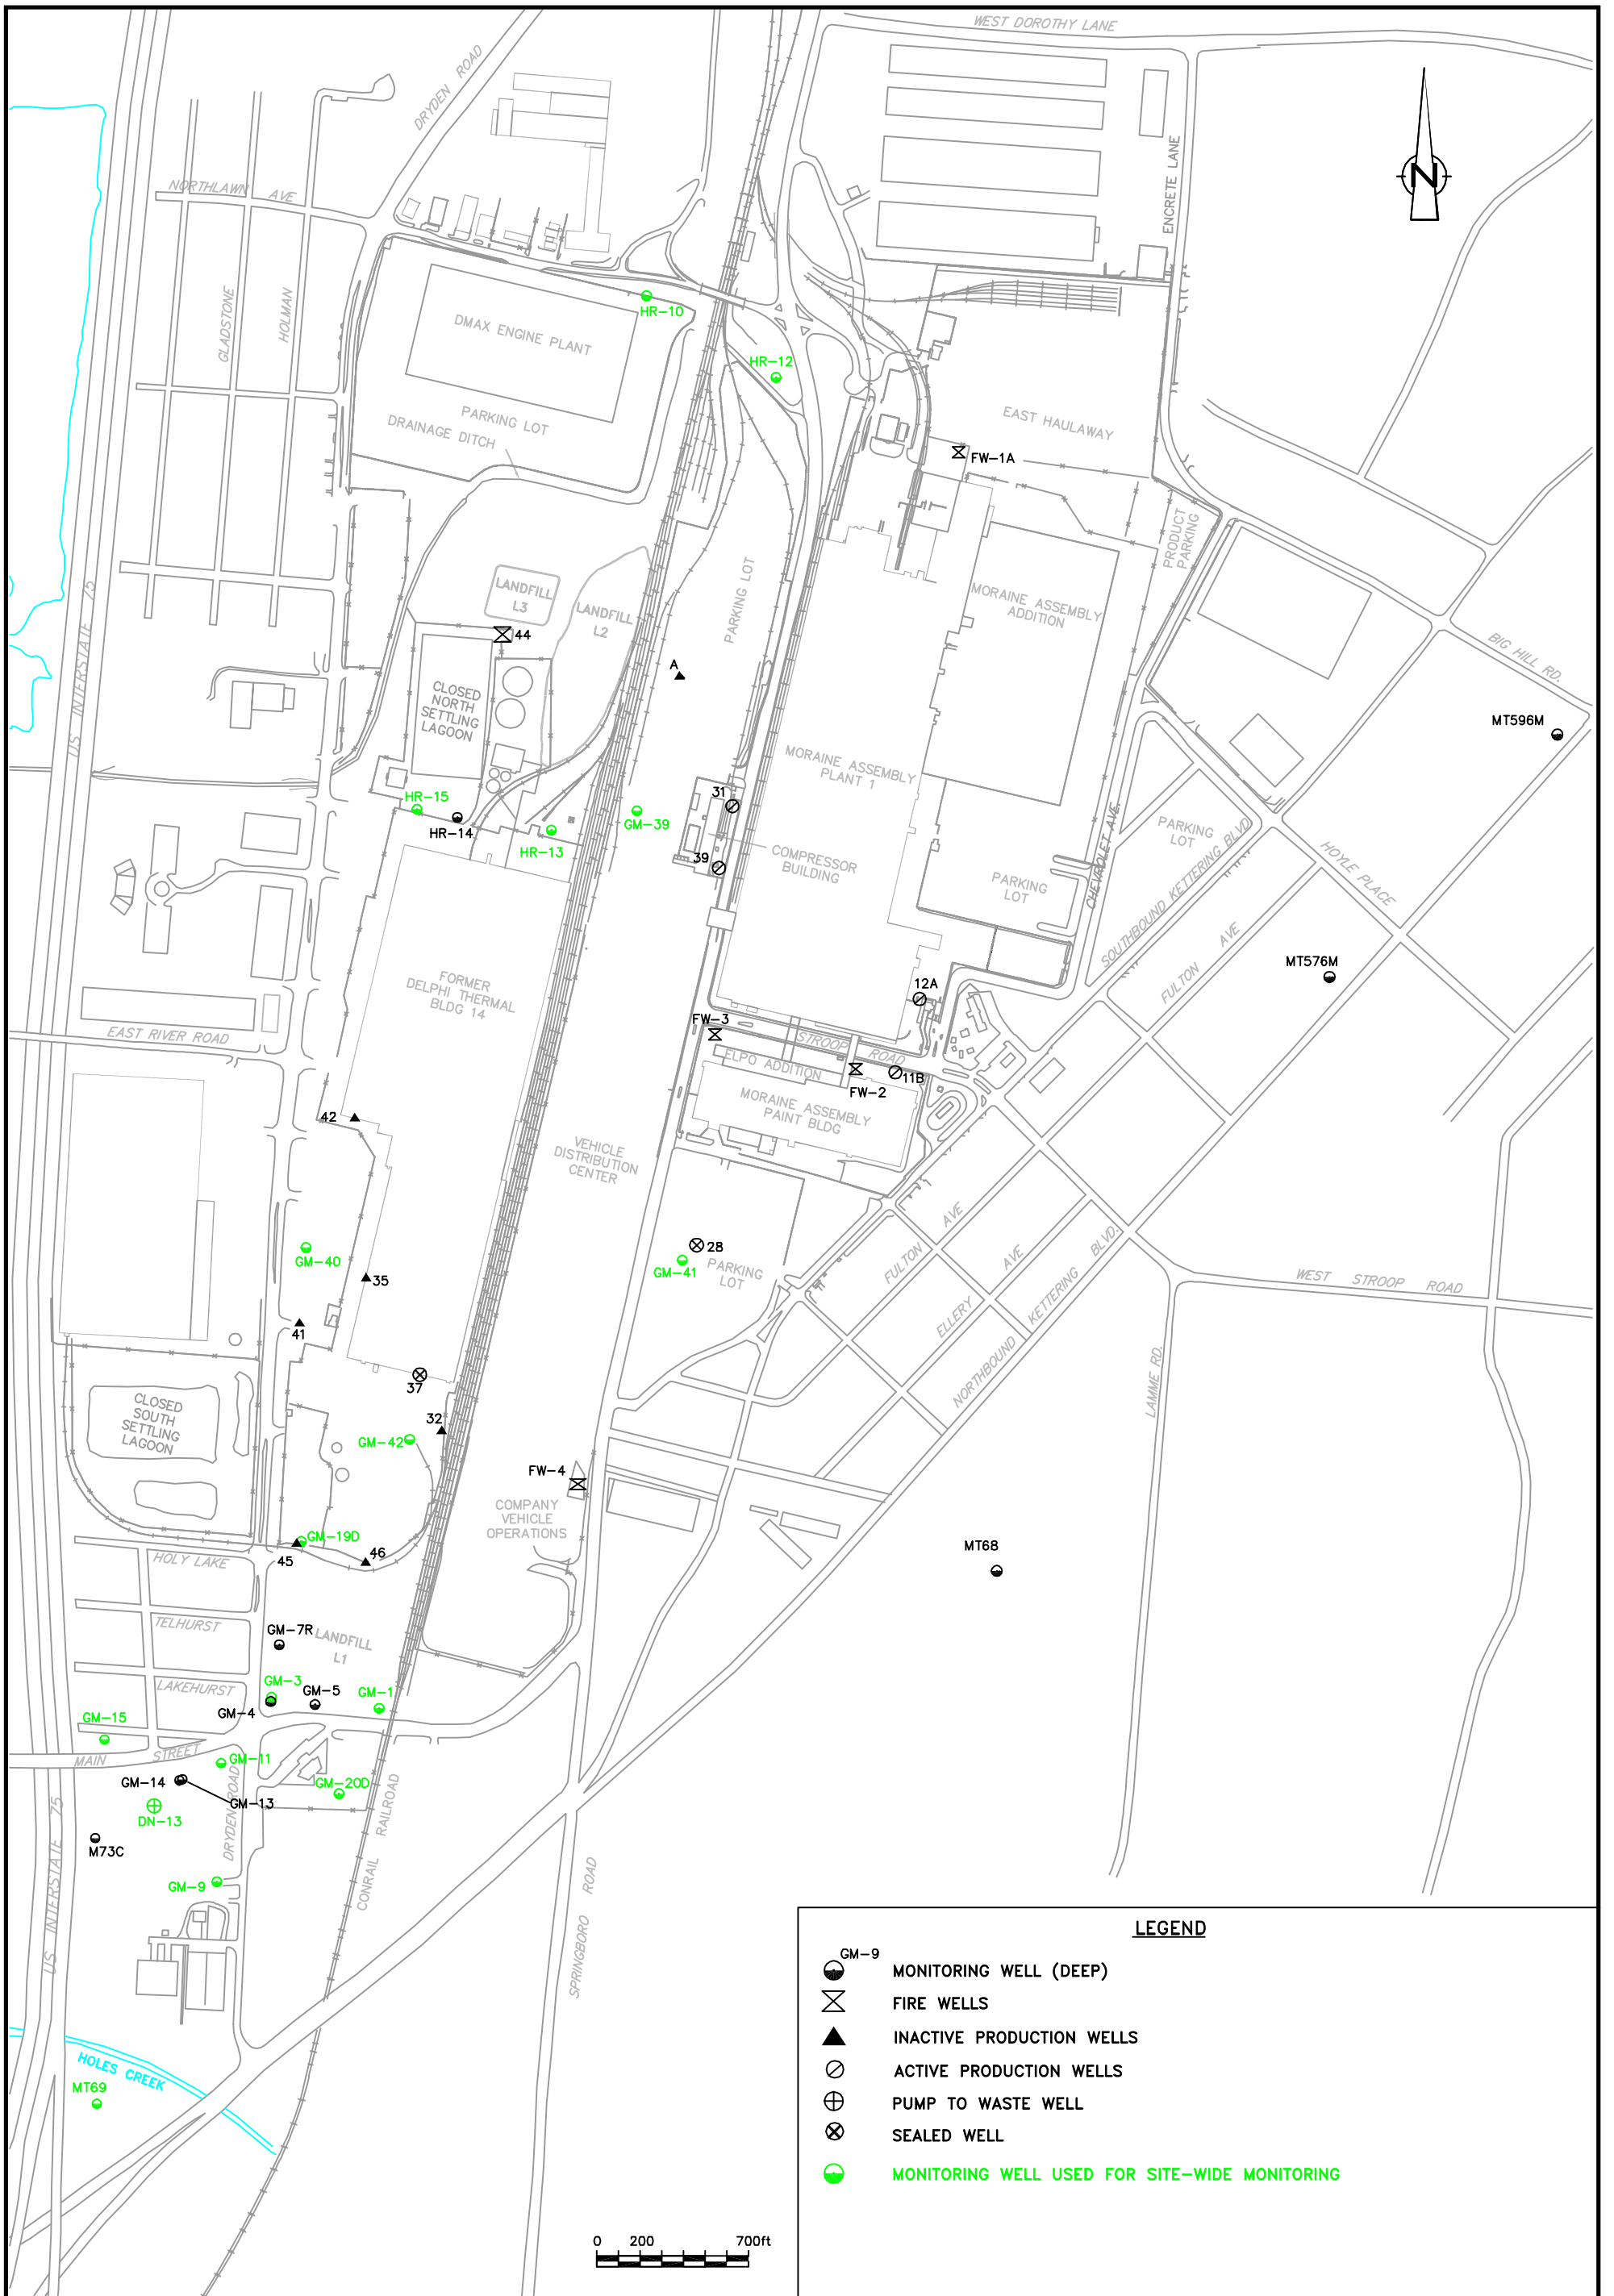 WEST DOROTHY LANE
DRYDEN ROAD
N
ENCRETE LANE
NORTHLAWN AVE
GLADSTONE
HOLMAN
HR-10
DMAX ENGINE PLANT
HR-12
PARKING LOT
DRAINAGE DITCH
EAST HAULAWAY
FW-1A
PRODUCT
PARKING
US INTERSTATE 75
LANDFILL
L3
LANDFILL
L2
PARKING LOT
MORAINE ASSEMBLY
ADDITION
44
BIG HILL RD.
A
CLOSED
NORTH
SETTLING
LAGOON
MT596M
MORAINE ASSEMBLY
PLANT 1
HR-15
HR-14
HR-13
GM-39
31
39
COMPRESSOR
BUILDING
CHEVROLET AVE.
PARKING
LOT
SOUTHBOUND KETTERING BLVD
HOYLE PLACE
PARKING
LOT
FULTON AVE
MT576M
FORMER
DELPHI THERMAL
BLDG 14
12A
EAST RIVER ROAD
FW-3
STROOP ROAD
ELPO ADDITION
FW-2
11B
MORAINE ASSEMBLY
PAINT BLDG
42
VEHICLE
DISTRIBUTION
CENTER
GM-40
28
GM-41
PARKING
LOT
FULTON AVE
ELLERY AVE
NORTHBOUND KETTERING BLVD.
WEST STROOP ROAD
35
41
LAMME RD.
37
CLOSED
SOUTH
SETTLING
LAGOON
32
GM-42
FW-4
COMPANY
VEHICLE
OPERATIONS
GM-19D
45
46
HOLY LAKE
MT68
TELHURST
GM-7R
LANDFILL
L1
LAKEHURST
GM-3
GM-5
GM-1
GM-4
GM-15
MAIN STREET
GM-11
GM-14
GM-20D
GM-13
DN-13
DRYDEN ROAD
M73C
CONRAIL RAILROAD
GM-9
US INTERSTATE 75
SPRINGBORO ROAD
HOLES CREEK
MT69
LEGEND
GM-9
MONITORING WELL (DEEP)
FIRE WELLS
INACTIVE PRODUCTION WELLS
ACTIVE PRODUCTION WELLS
PUMP TO WASTE WELL
SEALED WELL
MONITORING WELL USED FOR SITE-WIDE MONITORING
0 200 700ft